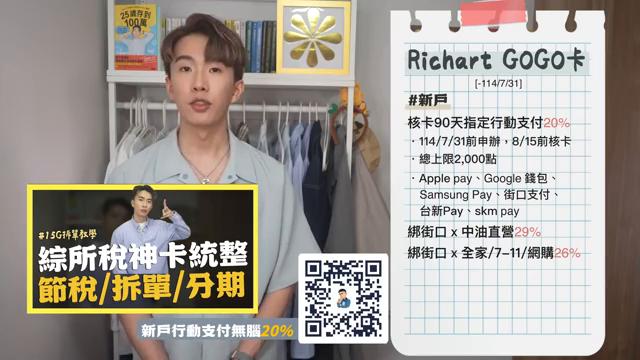 25歲存到
100萬
Richart GOGO卡
[-114/7/31]
#新戶
核卡90天指定行動支付20%
·114/7/31前申辦，8/15前核卡
·總上限2,000點
·Apple pay、Google 錢包、
Samsung Pay、街口支付、
台新Pay、skm pay
綁街口 x 中油直營29%
綁街口 x 全家/7-11/網購26%
#15G拆單教學
綜所稅神卡統整
節稅/拆單/分期
新戶行動支付無腦20%